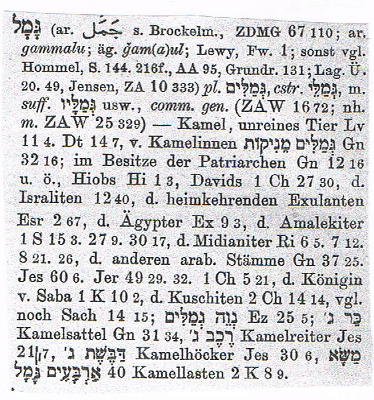 גָּמָל (ar. جَمَل s. Brockelm., ZDMG 67 110; ar.
gammalu; äg. ǧam(a)ul; Lewy, Fw. 1; sonst vgl.
Hommel, S. 144. 216f., AA 95, Grundr. 131; Lag. Ü.
20. 49, Jensen, ZA 10 333) pl. גְּמַלִּים, cstr. גְּמַלֵּי, m.
suff. גְּמַלָּיו usw., comm. gen. (ZAW 16 72; nh.
m. ZAW 25 329) — Kamel, unreines Tier Lv
11 4. Dt 14 7, v. Kamelinnen גְּמַלִּים מֵינִיקוֹת Gn
32 16; im Besitze der Patriarchen Gn 12 16
u. ö., Hiobs Hi 1 3, Davids 1 Ch 27 30, d.
Israliten 12 40, d. heimkehrenden Exulanten
Esr 2 67, d. Ägypter Ex 9 3, d. Amalekiter
1 S 15 3. 27 9. 30 17, d. Midianiter Ri 6 5. 7 12.
8 21. 26, d. anderen arab. Stämme Gn 37 25.
Jes 60 6. Jer 49 29. 32. 1 Ch 5 21, d. Königin
v. Saba 1 K 10 2, d. Kuschiten 2 Ch 14 14, vgl.
noch Sach 14 15; נְוֵה גְמַלִּים Ez 25 5; כַּר ג׳
Kamelsattel Gn 31 34, רֶכֶב ג׳ Kamelreiter Jes
21 7, דַּבֶּשֶׁת ג׳ Kamelhöcker Jes 30 6, מַשָּׂא
אַרְבָּעִים גָּמָל 40 Kamellasten 2 K 8 9.